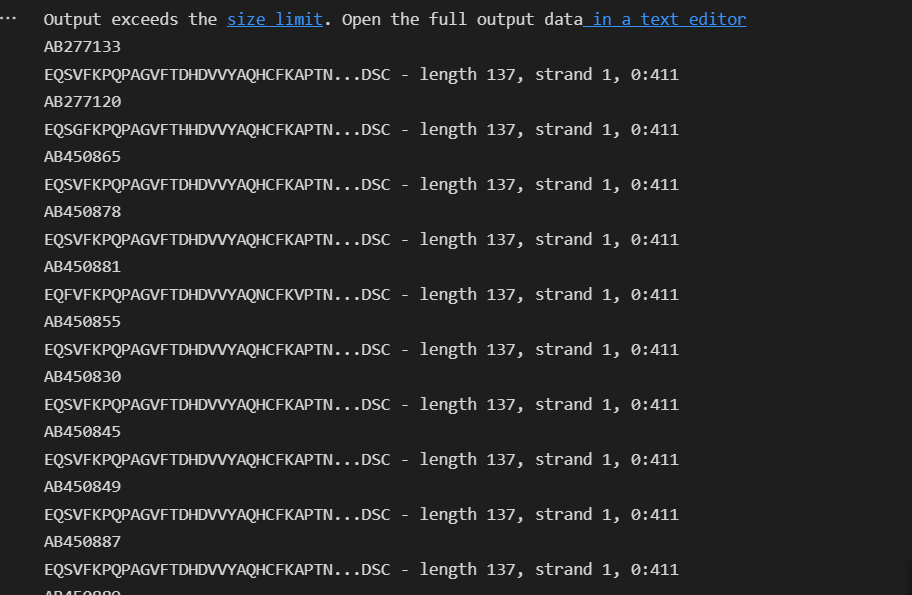 Output exceeds the size limit. Open the full output data in a text editor
AB277133
EQSVFKPQPAGVFTDHDVVYAQHCFKAPTN...DSC - length 137, strand 1, 0:411
AB277120
EQSGFKPQPAGVFTHHDVVYAQHCFKAPTN...DSC - length 137, strand 1, 0:411
AB450865
EQSVFKPQPAGVFTDHDVVYAQHCFKAPTN...DSC - length 137, strand 1, 0:411
AB450878
EQSVFKPQPAGVFTDHDVVYAQHCFKAPTN...DSC - length 137, strand 1, 0:411
AB450881
EQFVFKPQPAGVFTDHDVVYAQNCFKVPTN...DSC - length 137, strand 1, 0:411
AB450855
EQSVFKPQPAGVFTDHDVVYAQHCFKAPTN...DSC - length 137, strand 1, 0:411
AB450830
EQSVFKPQPAGVFTDHDVVYAQHCFKAPTN...DSC - length 137, strand 1, 0:411
AB450845
EQSVFKPQPAGVFTDHDVVYAQHCFKAPTN...DSC - length 137, strand 1, 0:411
AB450849
EQSVFKPQPAGVFTDHDVVYAQHCFKAPTN...DSC - length 137, strand 1, 0:411
AB450887
EQSVFKPQPAGVFTDHDVVYAQHCFKAPTN...DSC - length 137, strand 1, 0:411